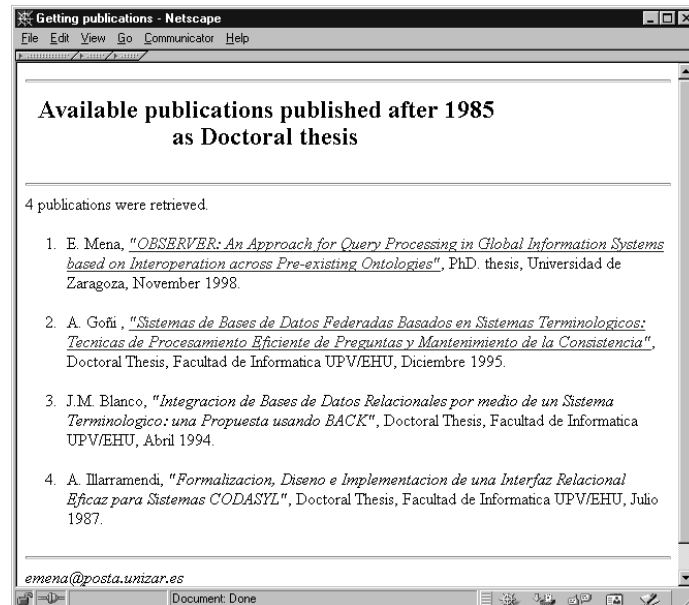 Getting publications - Netscape
File Edit View Go Communicator Help
Available publications published after 1985
as Doctoral thesis
4 publications were retrieved.
1. E. Mena, "OBSERVER: An Approach for Query Processing in Global Information Systems
based on Interoperation across Pre-existing Ontologies", PhD. thesis, Universidad de
Zaragoza, November 1998.
2. A. Goñi , "Sistemas de Bases de Datos Federadas Basados en Sistemas Terminologicos:
Tecnicas de Procesamiento Eficiente de Preguntas y Mantenimiento de la Consistencia",
Doctoral Thesis, Facultad de Informatica UPV/EHU, Diciembre 1995.
3. J.M. Blanco, "Integracion de Bases de Datos Relacionales por medio de un Sistema
Terminologico: una Propuesta usando BACK", Doctoral Thesis, Facultad de Informatica
UPV/EHU, Abril 1994.
4. A. Illarramendi, "Formalizacion, Diseno e Implementacion de una Interfaz Relacional
Eficaz para Sistemas CODASYL", Doctoral Thesis, Facultad de Informatica UPV/EHU, Julio
1987.
emena@posta.unizar.es
Document: Done